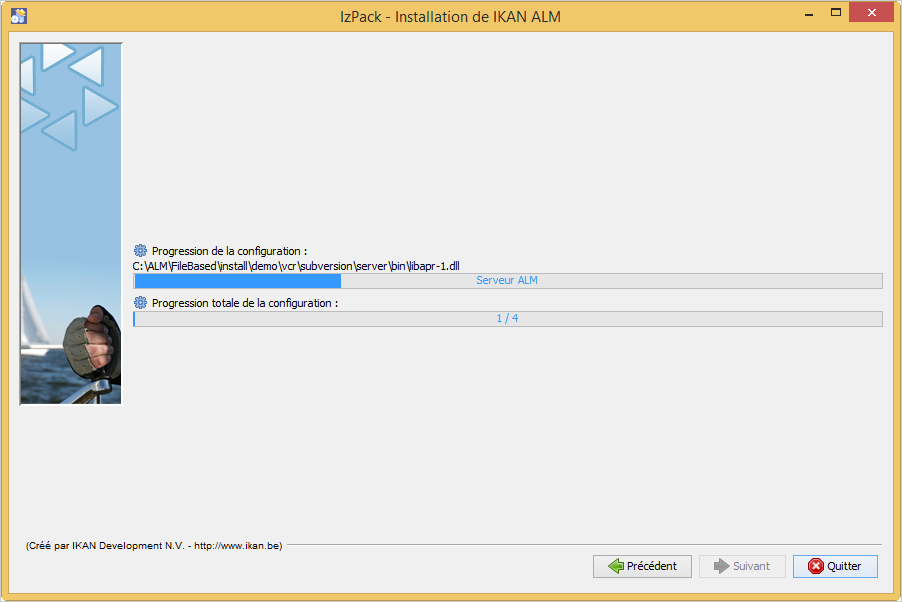 IzPack - Installation de IKAN ALM
Progression de la configuration :
C:\ALM\FileBased\install\demo\vcr\subversion\server\bin\libapr-1.dll
Serveur ALM
Progression totale de la configuration :
1 / 4
(Créé par IKAN Development N.V. - http://www.ikan.be)
Précédent
Suivant
Quitter